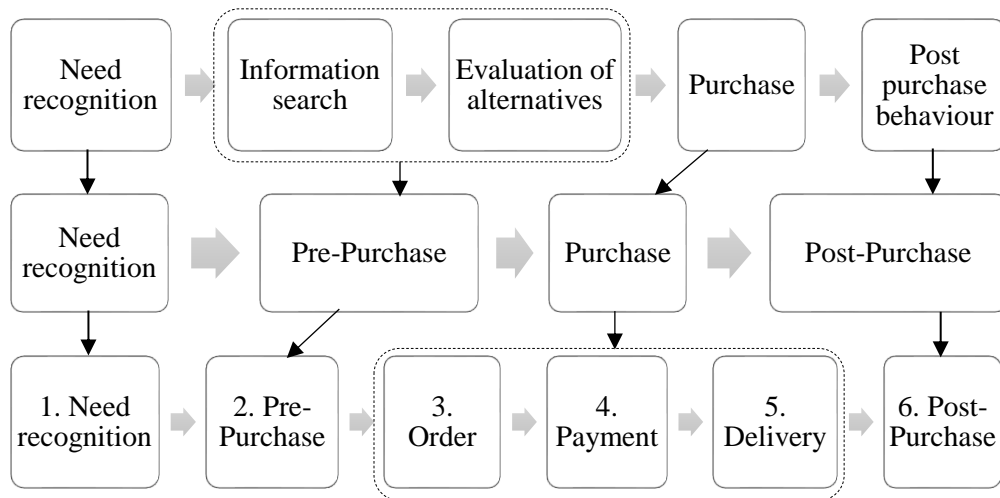 Need
recognition
Information
search
Evaluation of
alternatives
Purchase
Post
purchase
behaviour
Need
recognition
Pre-Purchase
Purchase
Post-Purchase
1. Need
recognition
2. Pre-
Purchase
3.
Order
4.
Payment
5.
Delivery
6. Post-
Purchase